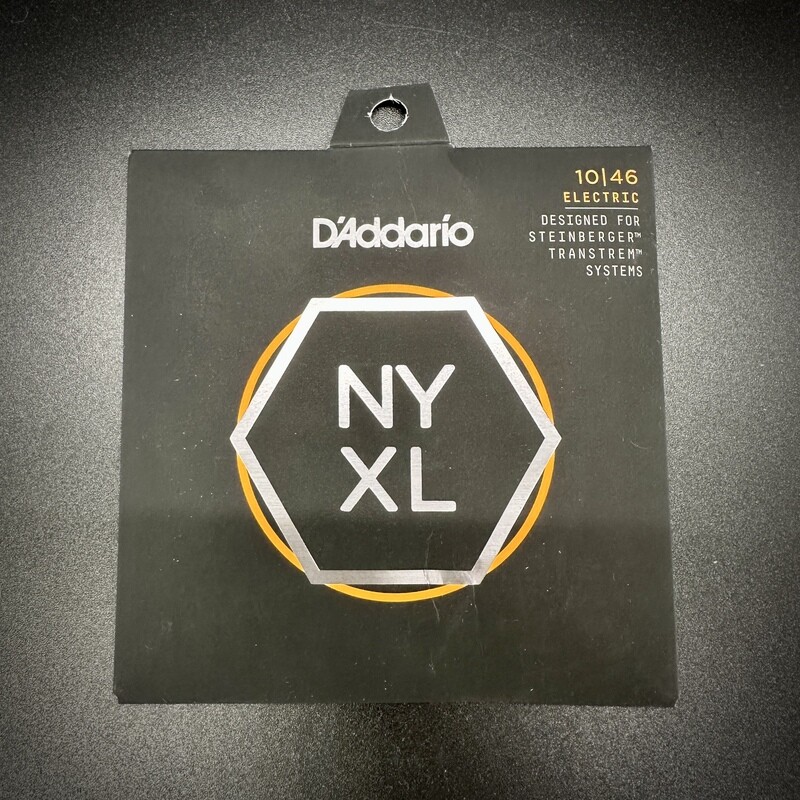 10|46
ELECTRIC
DESIGNED FOR
STEINBERGER™
TRANSTREM™
SYSTEMS
D'Addario
NY
XL